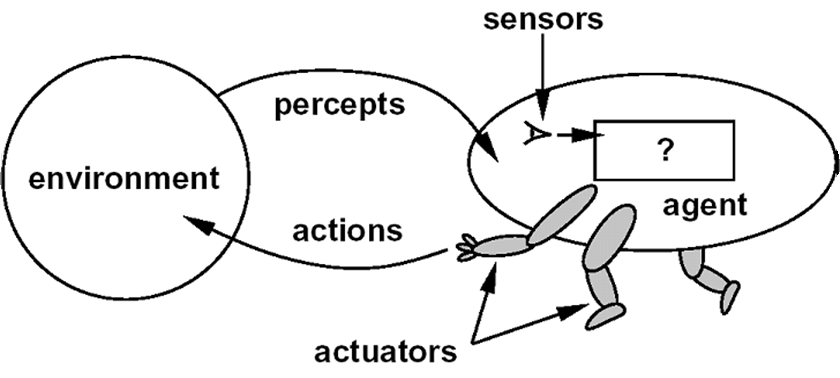 sensors
percepts
environment
?
agent
actions
actuators